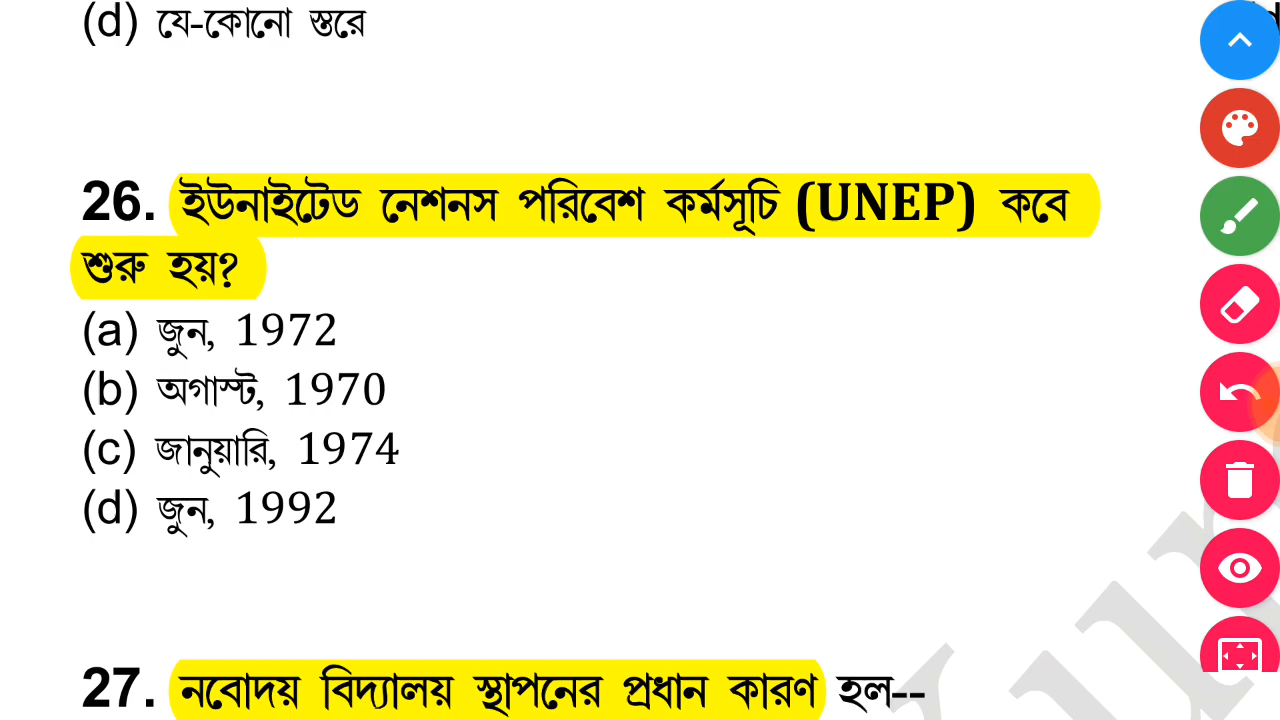 (d) যে-কোনো স্তরে
26. ইউনাইটেড নেশনস পরিবেশ কর্মসূচি (UNEP) কবে
শুরু হয়?
(a) জুন, 1972
(b) অগাস্ট, 1970
(c) জানুয়ারি, 1974
(d) জুন, 1992
27. নবোদয় বিদ্যালয় স্থাপনের প্রধান কারণ হল--